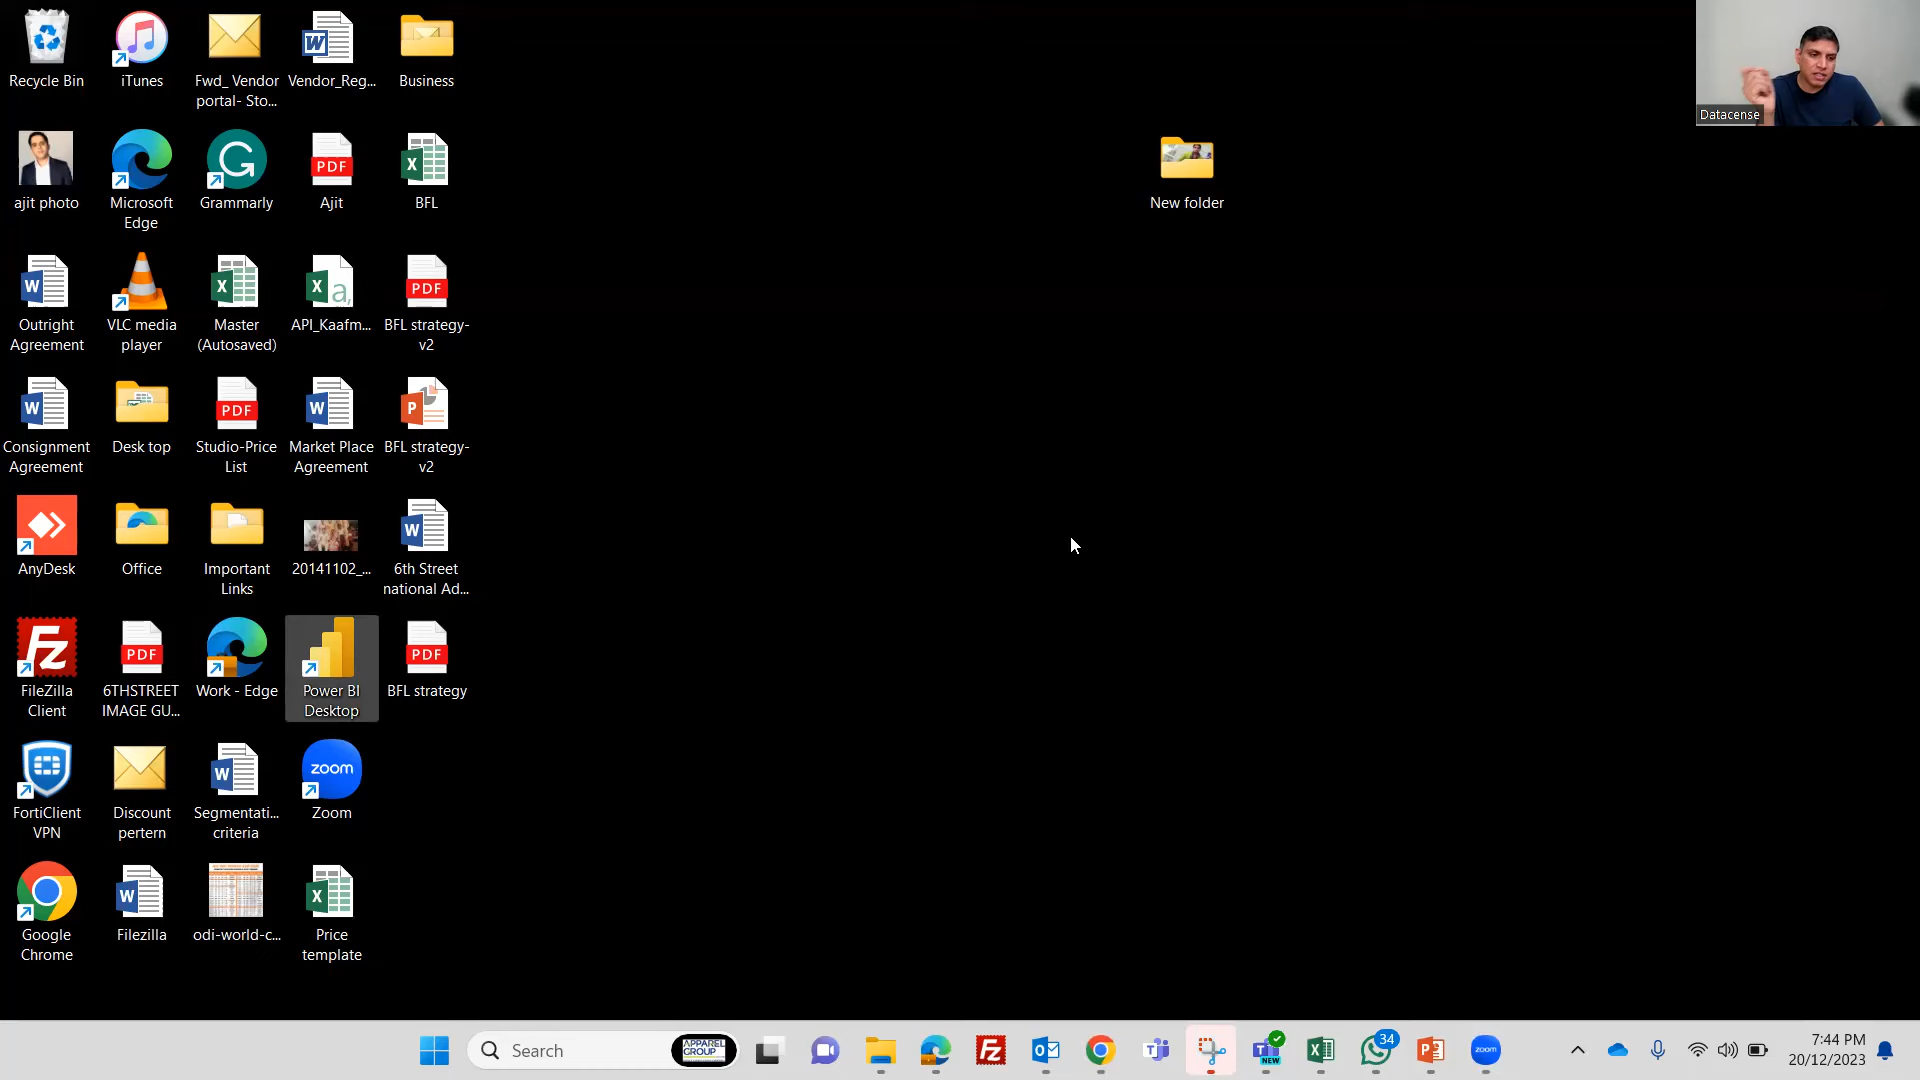 Recycle Bin
iTunes
Fwd_ Vendor
portal- Sto...
Vendor_Reg...
Business
Datacense
ajit photo
Microsoft
Edge
Grammarly
PDF
Ajit
BFL
New folder
Outright
Agreement
VLC media
player
Master
(Autosaved)
API_Kaafm...
PDF
BFL strategy-
v2
Consignment
Agreement
Desk top
PDF
Studio-Price
List
Market Place
Agreement
BFL strategy-
v2
AnyDesk
Office
Important
Links
20141102_...
6th Street
national Ad...
FileZilla
Client
PDF
6THSTREET
IMAGE GU...
Work - Edge
Power BI
Desktop
PDF
BFL strategy
FortiClient
VPN
Discount
pertern
Segmentati...
criteria
zoom
Zoom
Google
Chrome
Filezilla
odi-world-c...
Price
template
Search
APPAREL
GROUP
NEW
34
zoom
7:44 PM
20/12/2023